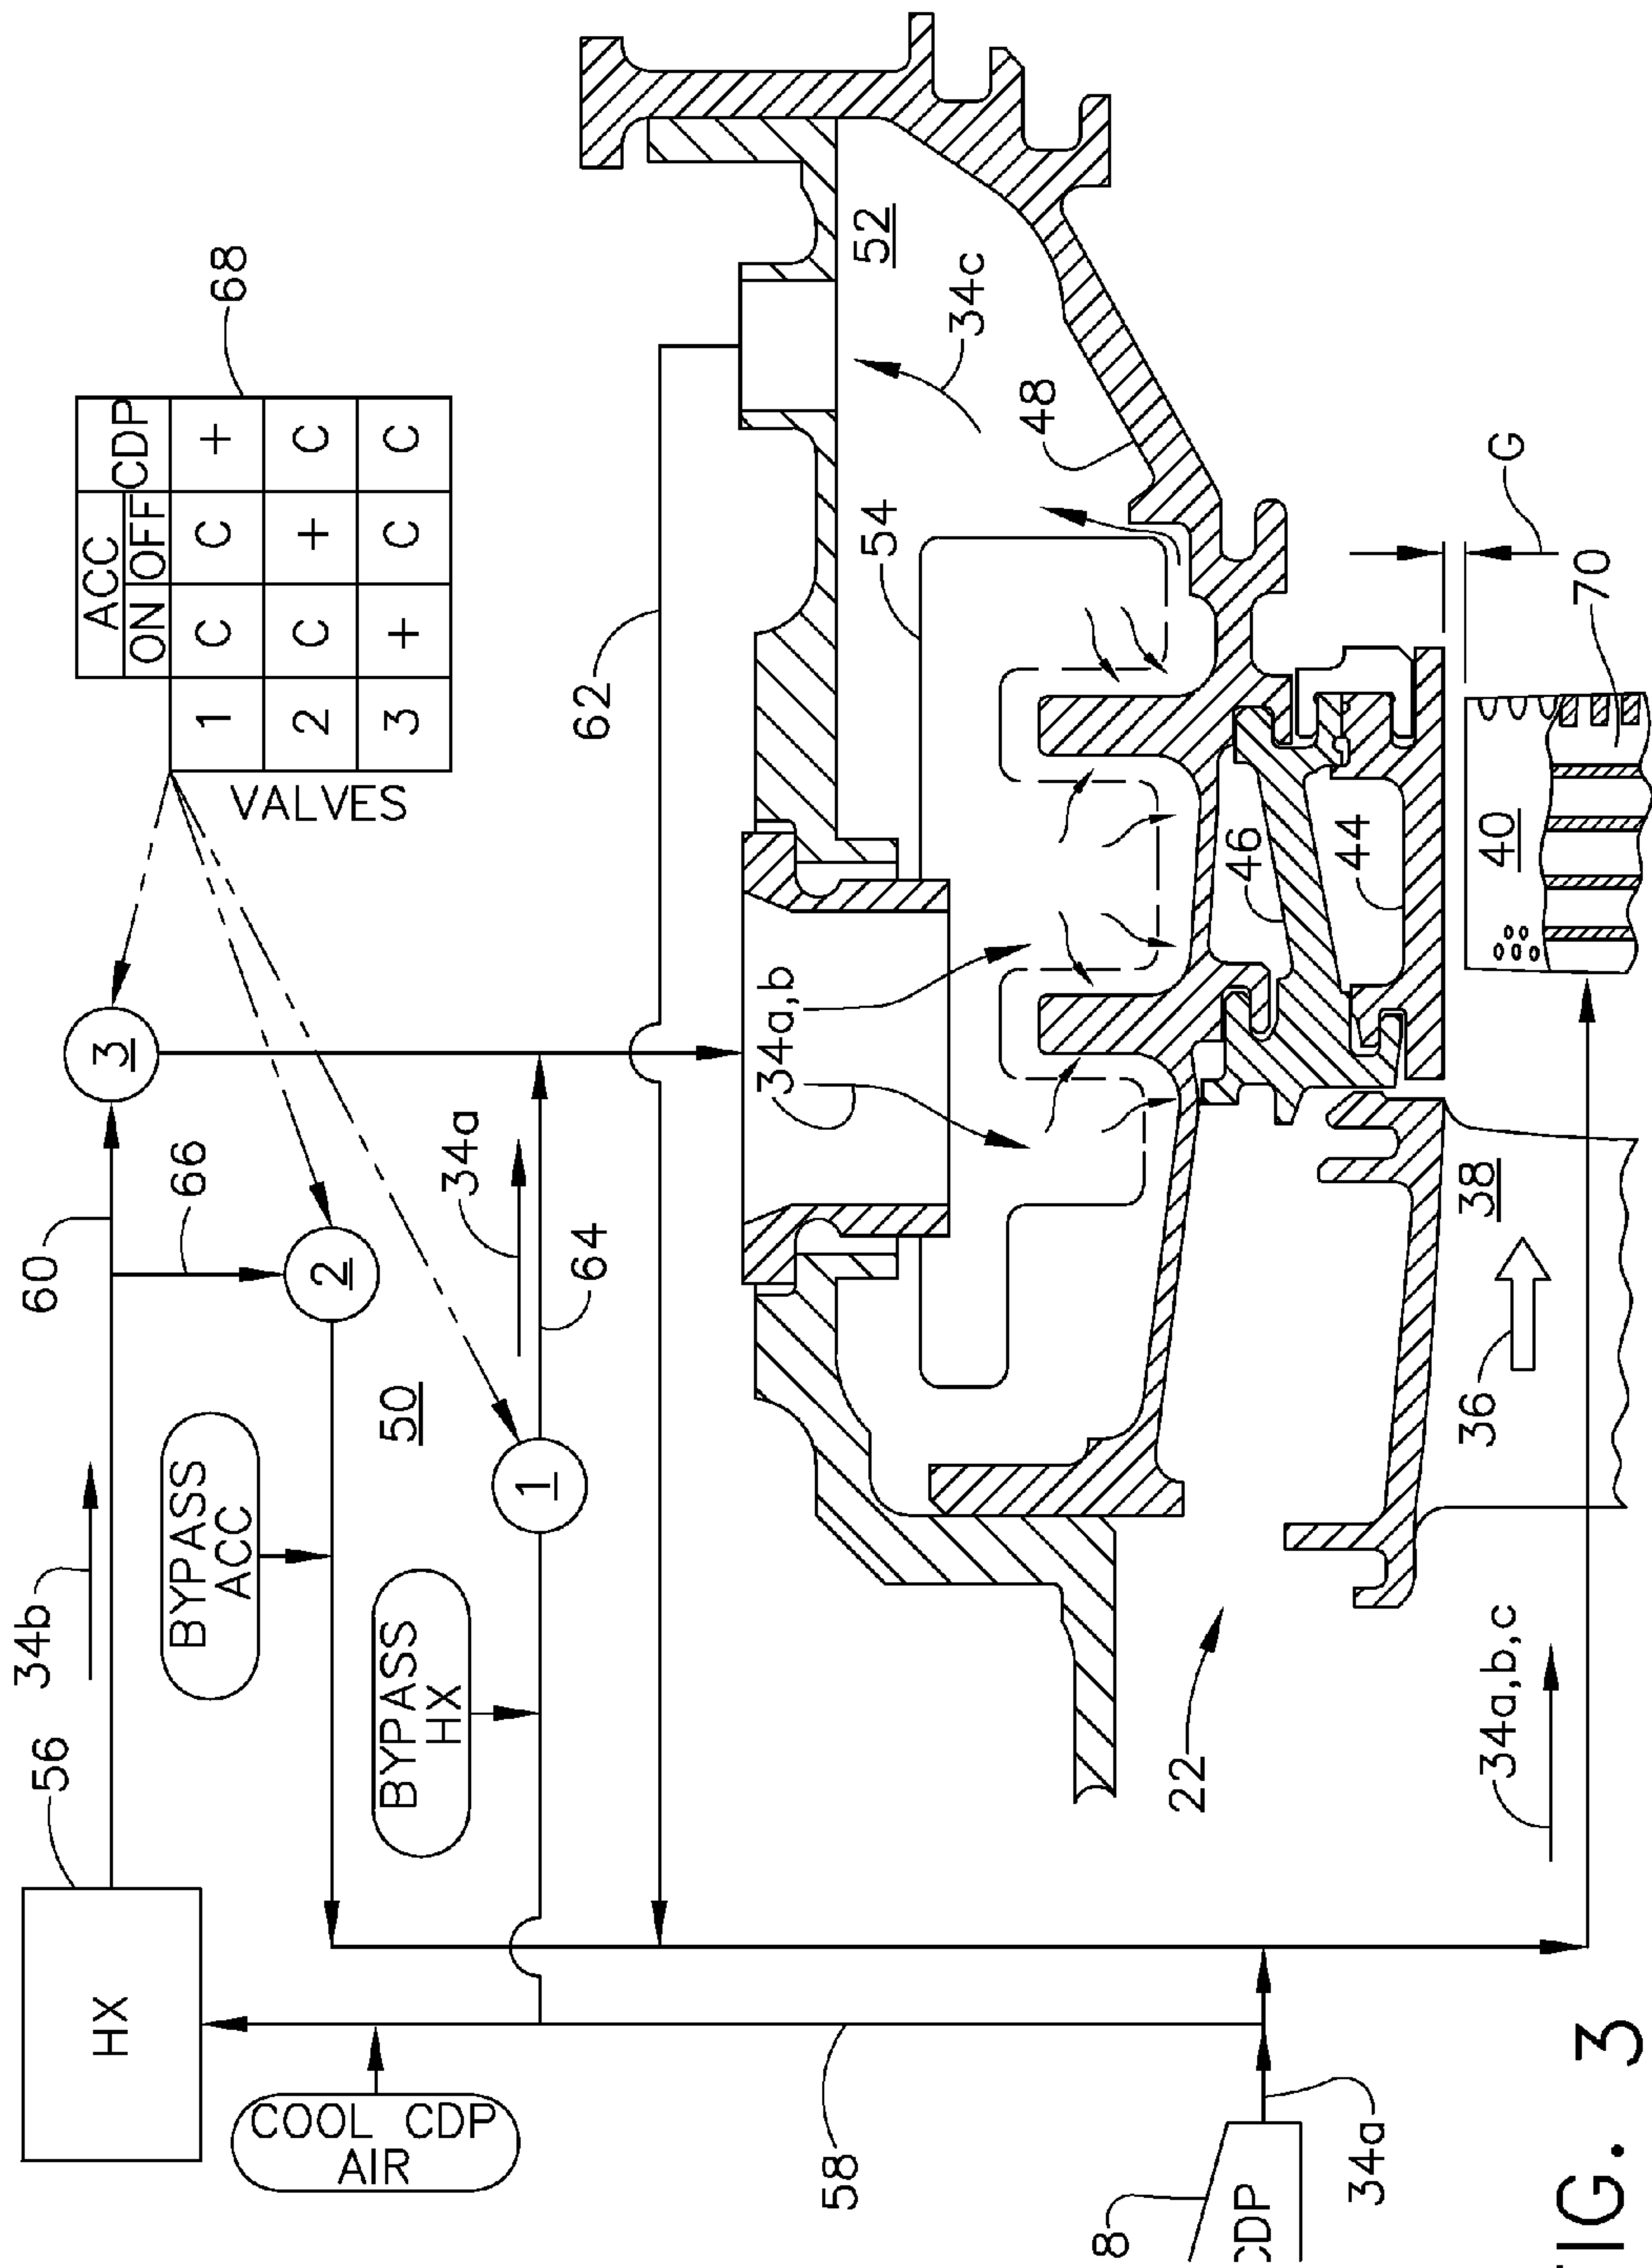 HX
56
34b
60
3
66
2
BYPASS
ACC
50
BYPASS
HX
1
34a
64
COOL CDP
AIR
58
8
CDP
34a
62
ACC CDP
ON OFF
1 C C +
2 C + C
3 + C C
VALVES
68
52
34c
48
54
34a,b
46
44
G
40
70
38
36
22
34a,b,c
FIG. 3